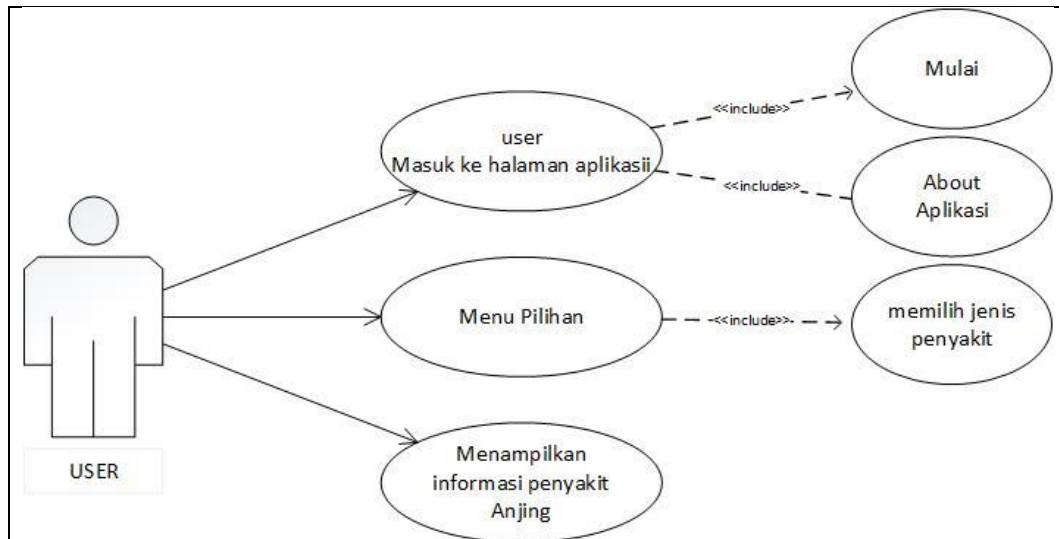 Mulai
<<include>>
user
Masuk ke halaman aplikasii
<<include>>
About
Aplikasi
Menu Pilihan
<<include>>
memilih jenis
penyakit
Menampilkan
informasi penyakit
Anjing
USER